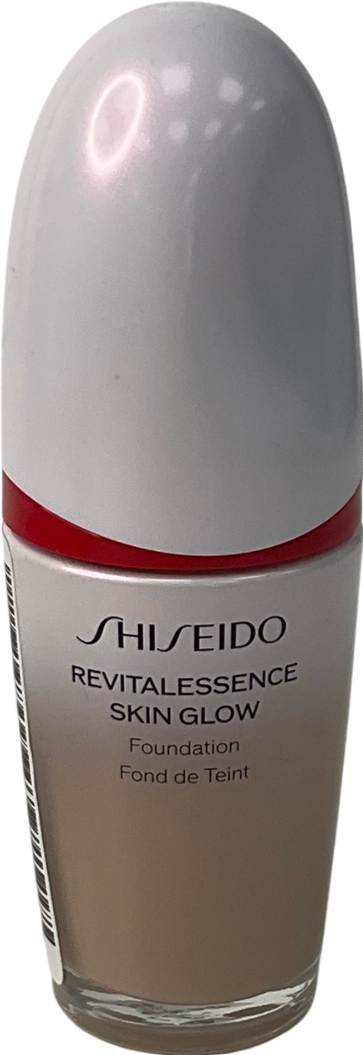 SHISEIDO
REVITALESSENCE
SKIN GLOW
Foundation
Fond de Teint